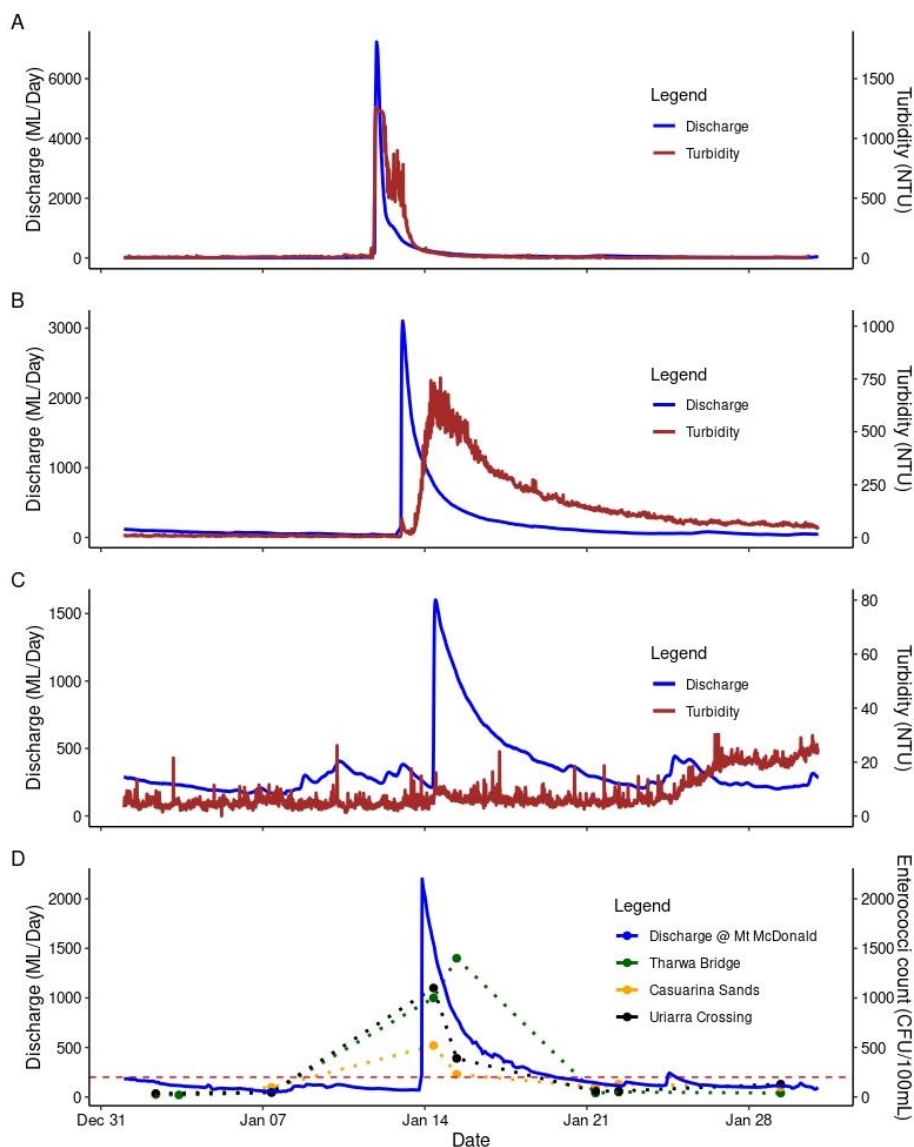 A
Discharge (ML/Day)
6000
4000
2000
0
Legend
Discharge
Turbidity
1500
1000
500
0
Turbidity (NTU)
B
Discharge (ML/Day)
3000
2000
1000
0
Legend
Discharge
Turbidity
1000
750
500
250
0
Turbidity (NTU)
C
Discharge (ML/Day)
1500
1000
500
0
Legend
Discharge
Turbidity
80
60
40
20
0
Turbidity (NTU)
D
Discharge (ML/Day)
2000
1500
1000
500
0
Legend
Discharge @ Mt McDonald
Tharwa Bridge
Casuarina Sands
Uriarra Crossing
2000
1500
1000
500
0
Enterococci count (CFU/100mL)
Dec 31
Jan 07
Jan 14
Jan 21
Jan 28
Date